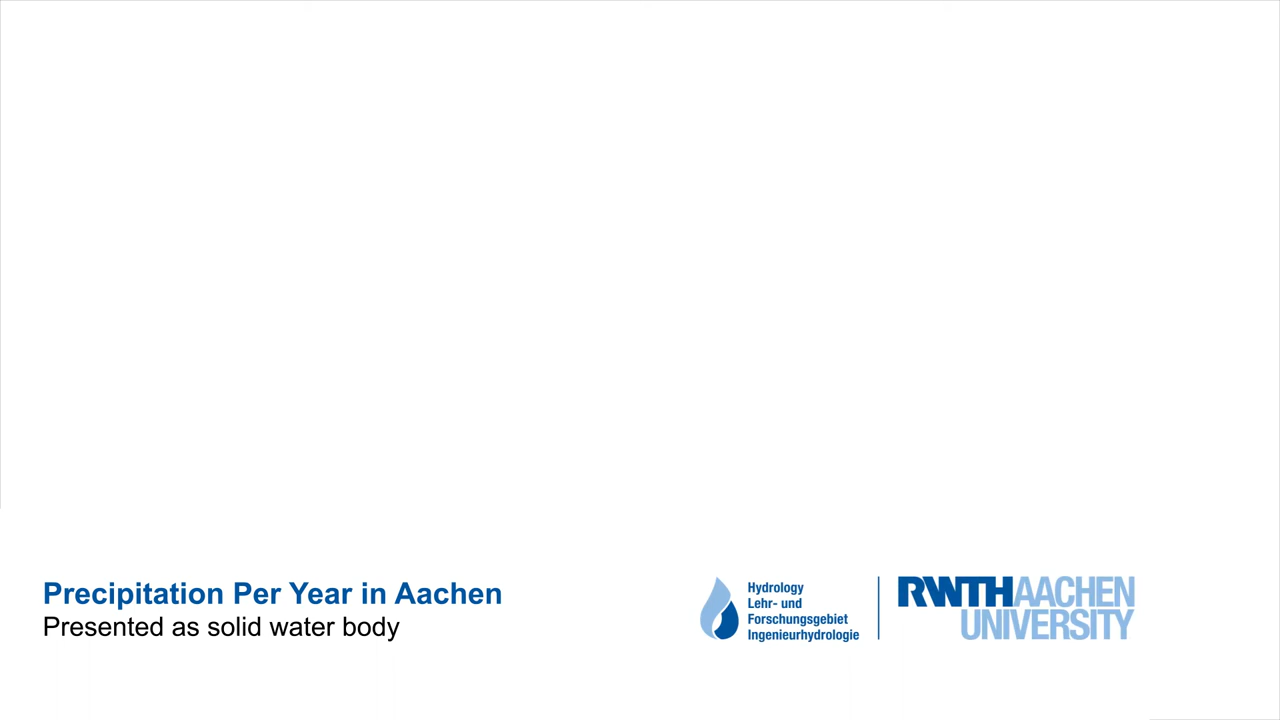 Precipitation Per Year in Aachen
Presented as solid water body
Hydrology
Lehr- und
Forschungsgebiet
Ingenieurhydrologie
RWTHAACHEN
UNIVERSITY